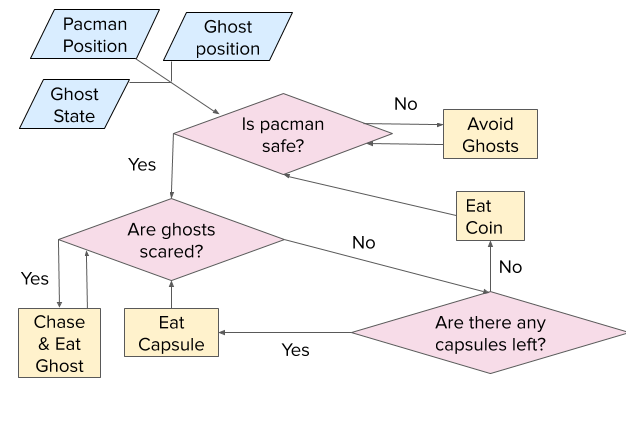 Pacman
Position
Ghost
position
Ghost
State
Is pacman
safe?
No
Avoid
Ghosts
Yes
Are ghosts
scared?
No
Eat
Coin
No
Yes
Chase
& Eat
Ghost
Eat
Capsule
Yes
Are there any
capsules left?